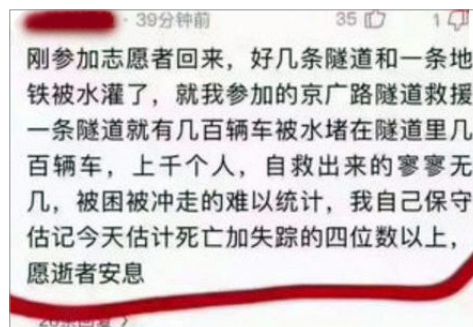 · 39分钟前 35 1
刚参加志愿者回来，好几条隧道和一条地
铁被水灌了，就我参加的京广路隧道救援
一条隧道就有几百辆车被水堵在隧道里几
百辆车，上千个人，自救出来的寥寥无
几，被困被冲走的难以统计，我自己保守
估记今天估计死亡加失踪的四位数以上，
愿逝者安息